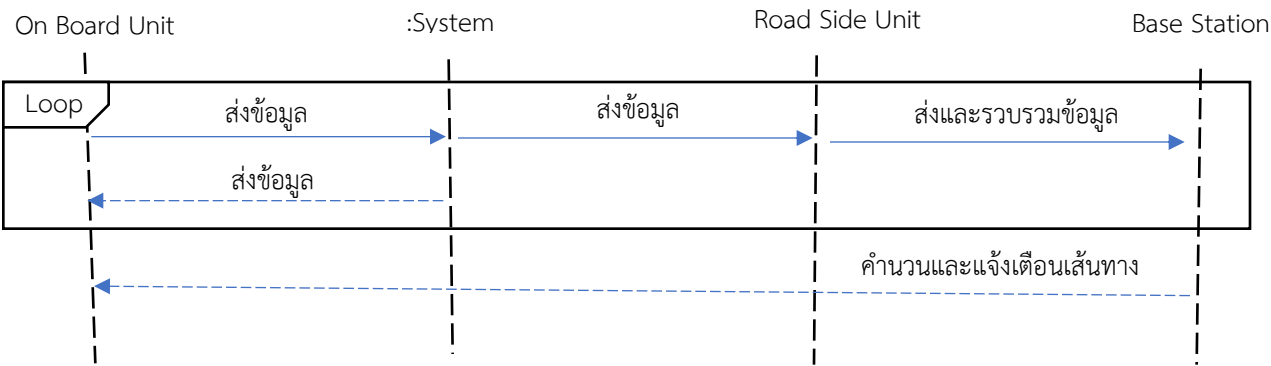 On Board Unit
:System
Road Side Unit
Base Station
Loop
ส่งข้อมูล
ส่งข้อมูล
ส่งและรวบรวมข้อมูล
ส่งข้อมูล
คำนวนและแจ้งเตือนเส้นทาง